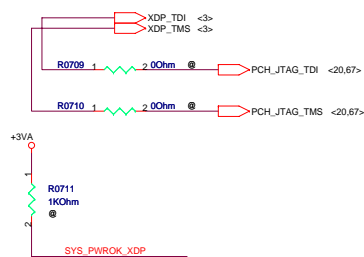 XDP_TDI <3>
XDP_TMS <3>
R0709 1 2 0Ohm @ PCH_JTAG_TDI <20,67>
R0710 1 2 0Ohm @ PCH_JTAG_TMS <20,67>
+3VA
1
R0711
1KOhm
@
2
SYS_PWROK_XDP